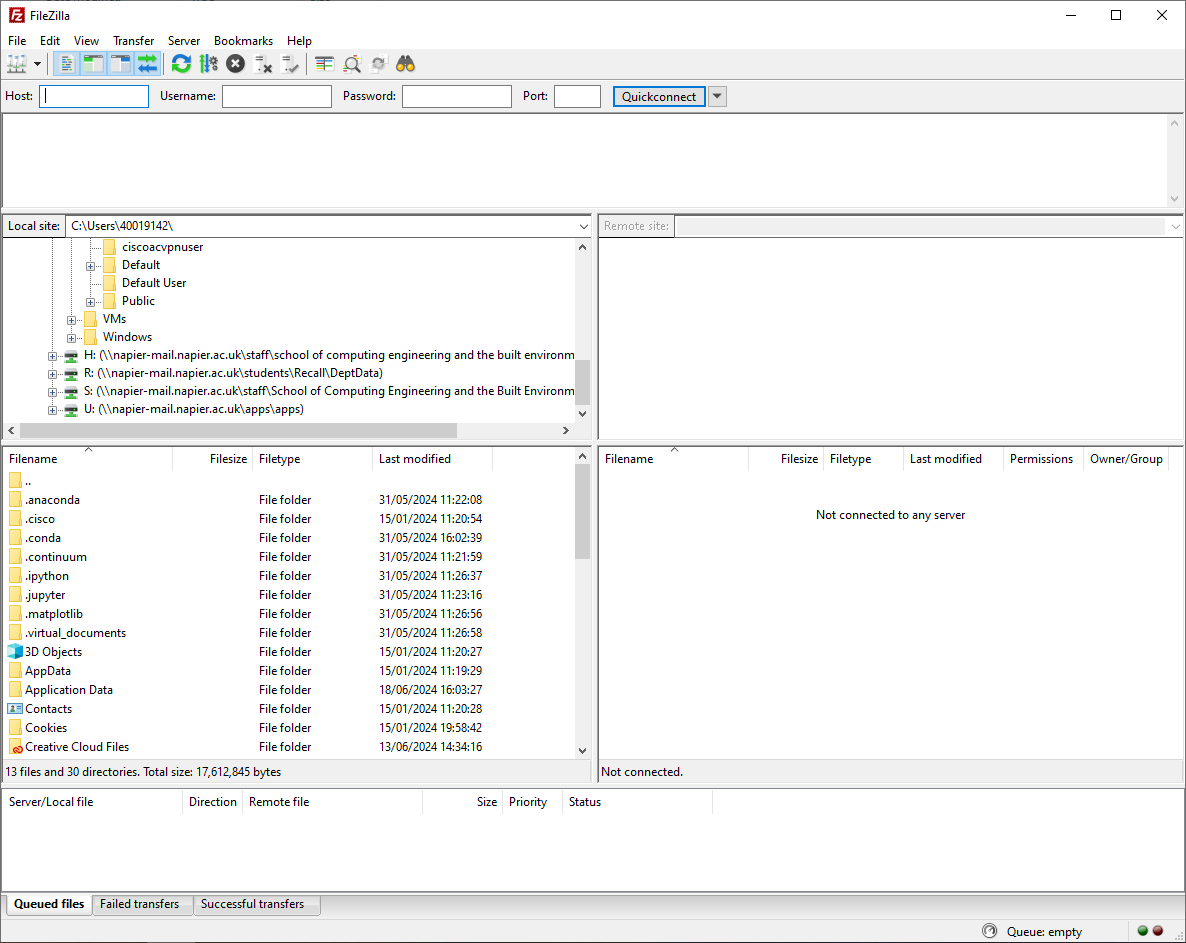 FileZilla
File Edit View Transfer Server Bookmarks Help
Host: Username: Password: Port: Quickconnect
Local site: C:\Users\40019142\
ciscoacvpnuser
Default
Default User
Public
VMs
Windows
H: (\\napier-mail.napier.ac.uk\staff\school of computing engineering and the built environm
R: (\\napier-mail.napier.ac.uk\students\Recall\DeptData)
S: (\\napier-mail.napier.ac.uk\staff\School of Computing Engineering and the Built Environm
U: (\\napier-mail.napier.ac.uk\apps\apps)
Remote site:
Filename Filesize Filetype Last modified
..
.anaconda File folder 31/05/2024 11:22:08
.cisco File folder 15/01/2024 11:20:54
.conda File folder 31/05/2024 16:02:39
.continuum File folder 31/05/2024 11:21:59
.ipython File folder 31/05/2024 11:26:37
.jupyter File folder 31/05/2024 11:23:16
.matplotlib File folder 31/05/2024 11:26:56
.virtual_documents File folder 31/05/2024 11:26:58
3D Objects File folder 15/01/2024 11:20:27
AppData File folder 15/01/2024 11:19:29
Application Data File folder 18/06/2024 16:03:27
Contacts File folder 15/01/2024 11:20:28
Cookies File folder 15/01/2024 19:58:42
Creative Cloud Files File folder 13/06/2024 14:34:16
13 files and 30 directories. Total size: 17,612,845 bytes
Filename Filesize Filetype Last modified Permissions Owner/Group
Not connected to any server
Not connected.
Server/Local file Direction Remote file Size Priority Status
Queued files Failed transfers Successful transfers
Queue: empty